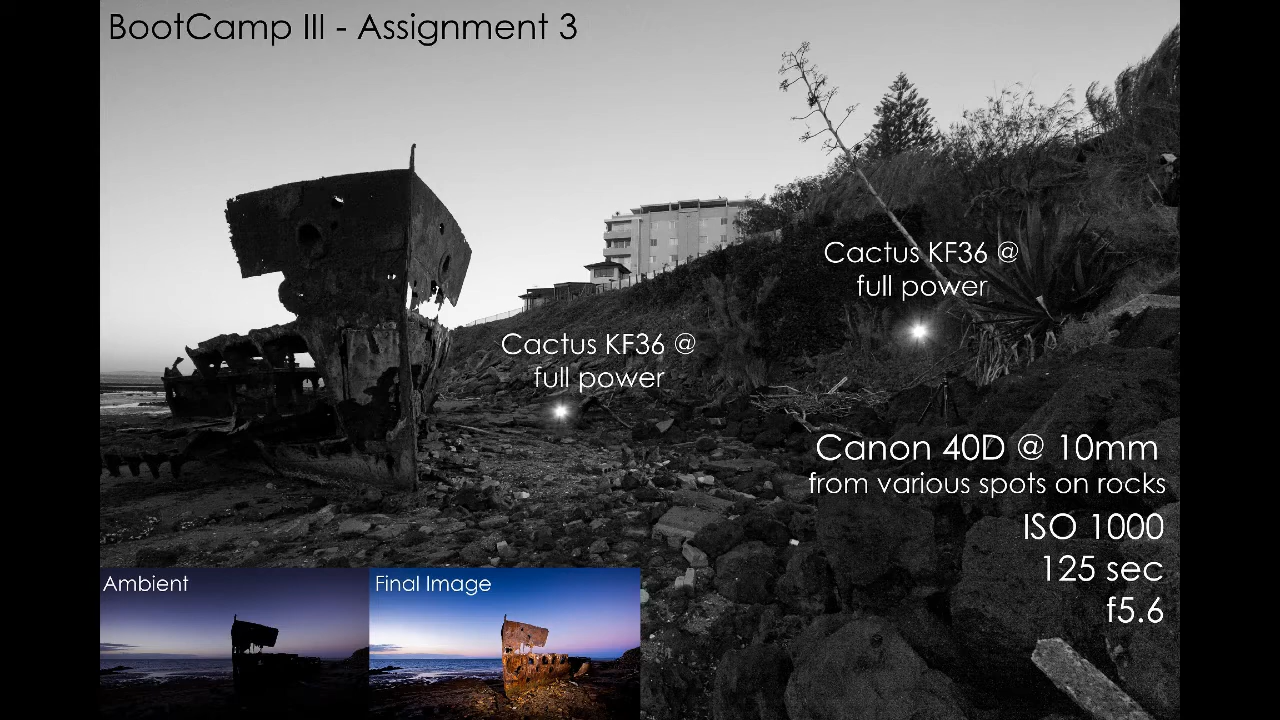 BootCamp III - Assignment 3
Cactus KF36 @
full power
Cactus KF36 @
full power
Canon 40D @ 10mm
from various spots on rocks
ISO 1000
125 sec
f5.6
Ambient
Final Image